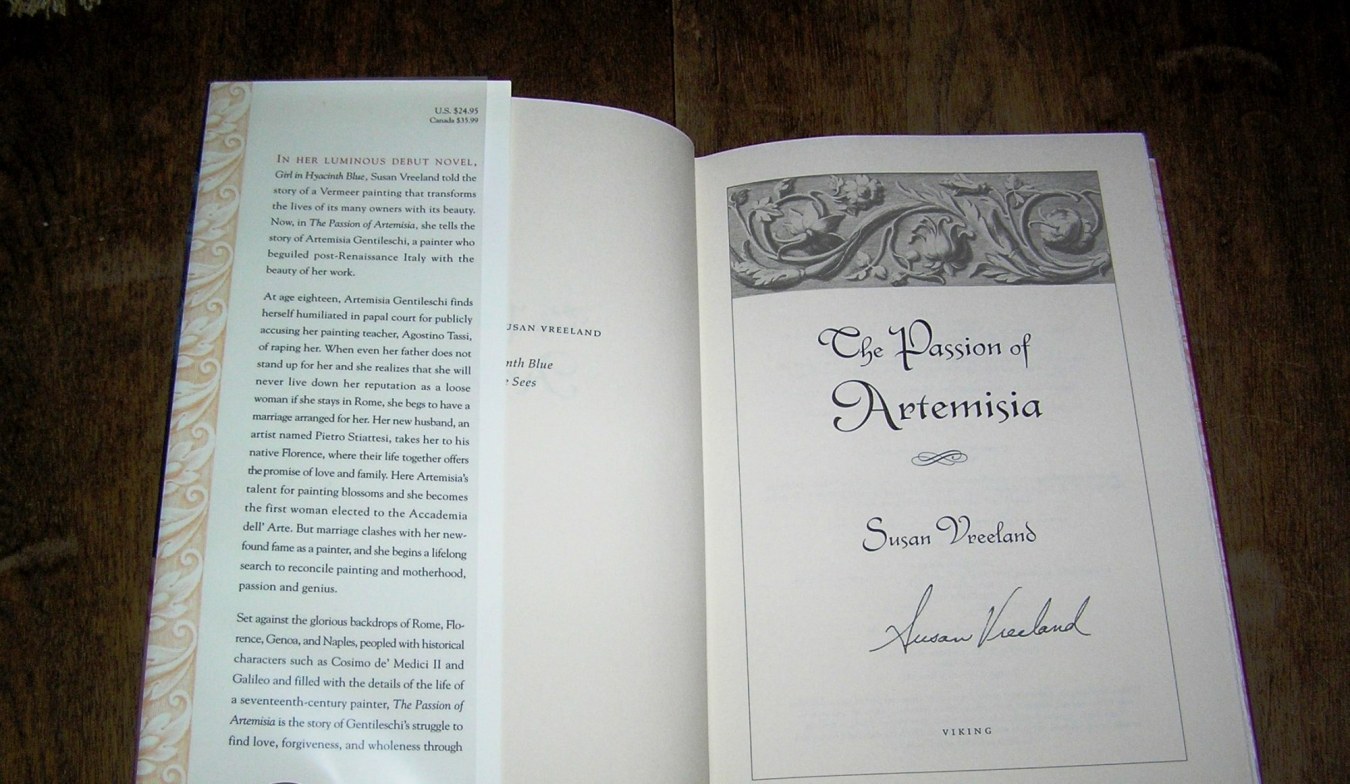 U.S. $24.95
Canada $35.99
IN HER LUMINOUS DEBUT NOVEL,
Girl in Hyacinth Blue, Susan Vreeland told the
story of a Vermeer painting that transforms
the lives of its many owners with its beauty.
Now, in The Passion of Artemisia, she tells the
story of Artemisia Gentileschi, a painter who
beguiled post-Renaissance Italy with the
beauty of her work.
At age eighteen, Artemisia Gentileschi finds
herself humiliated in papal court for publicly
accusing her painting teacher, Agostino Tassi,
of raping her. When even her father does not
stand up for her and she realizes that she will
never live down her reputation as a loose
woman if she stays in Rome, she begs to have a
marriage arranged for her. Her new husband, an
artist named Pietro Stiattesi, takes her to his
native Florence, where their life together offers
the promise of love and family. Here Artemisia's
talent for painting blossoms and she becomes
the first woman elected to the Accademia
dell' Arte. But marriage clashes with her new-
found fame as a painter, and she begins a lifelong
search to reconcile painting and motherhood,
passion and genius.
Set against the glorious backdrops of Rome, Flo-
rence, Genoa, and Naples, peopled with historical
characters such as Cosimo de' Medici II and
Galileo and filled with the details of the life of
a seventeenth-century painter, The Passion of
Artemisia is the story of Gentileschi's struggle to
find love, forgiveness, and wholeness through
USAN VREELAND
nth Blue
Sees
The Passion of
Artemisia
Susan Vreeland
Susan Vreeland
VIKING